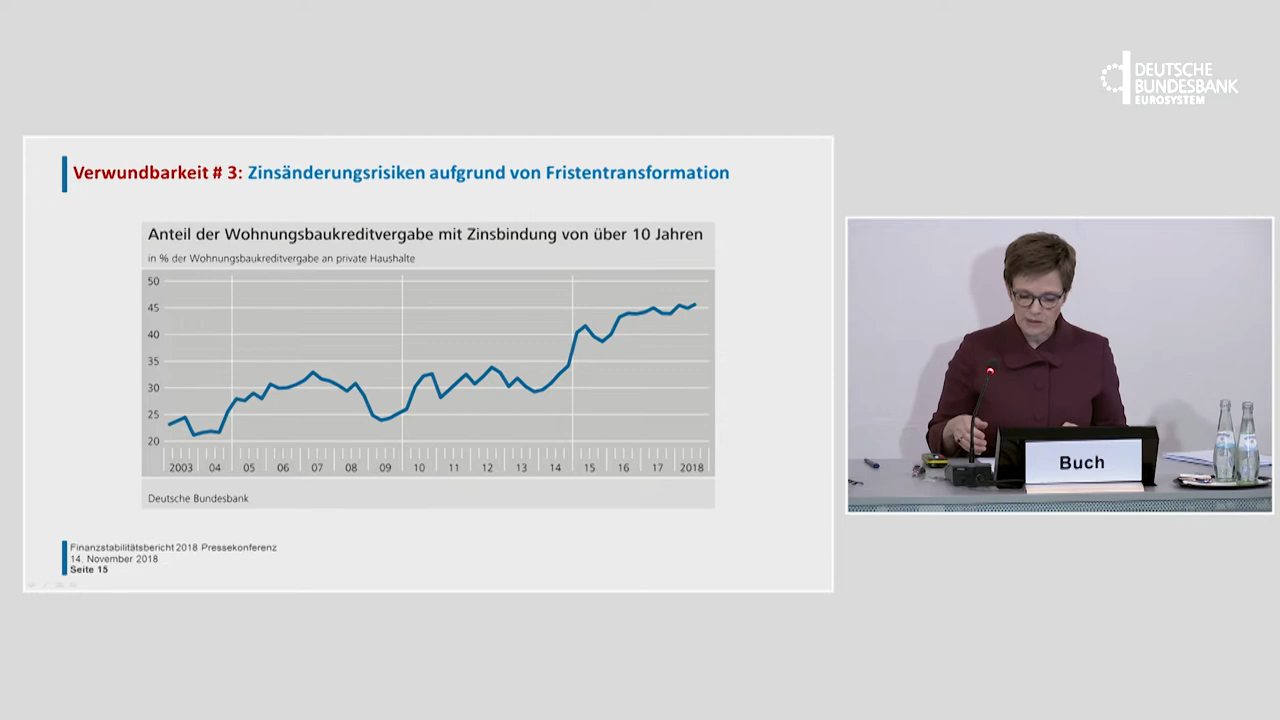 DEUTSCHE
BUNDESBANK
EUROSYSTEM
Verwundbarkeit # 3: Zinsänderungsrisiken aufgrund von Fristentransformation
Anteil der Wohnungsbaukreditvergabe mit Zinsbindung von über 10 Jahren
in % der Wohnungsbaukreditvergabe an private Haushalte
50
45
40
35
30
25
20
2003 04 05 06 07 08 09 10 11 12 13 14 15 16 17 2018
Deutsche Bundesbank
Finanzstabilitätsbericht 2018 Pressekonferenz
14. November 2018
Seite 15
Buch